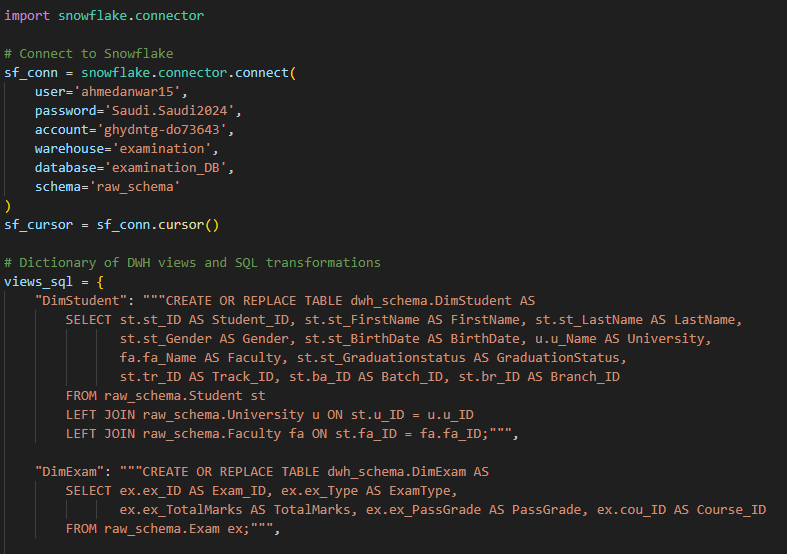 import snowflake.connector
# Connect to Snowflake
sf_conn = snowflake.connector.connect(
    user='ahmedanwar15',
    password='Saudi.Saudi2024',
    account='ghydntg-do73643',
    warehouse='examination',
    database='examination_DB',
    schema='raw_schema'
)
sf_cursor = sf_conn.cursor()
# Dictionary of DWH views and SQL transformations
views_sql = {
    "DimStudent": """CREATE OR REPLACE TABLE dwh_schema.DimStudent AS
        SELECT st.st_ID AS Student_ID, st.st_FirstName AS FirstName, st.st_LastName AS LastName,
               st.st_Gender AS Gender, st.st_BirthDate AS BirthDate, u.u_Name AS University,
               fa.fa_Name AS Faculty, st.st_Graduationstatus AS GraduationStatus,
               st.tr_ID AS Track_ID, st.ba_ID AS Batch_ID, st.br_ID AS Branch_ID
        FROM raw_schema.Student st
        LEFT JOIN raw_schema.University u ON st.u_ID = u.u_ID
        LEFT JOIN raw_schema.Faculty fa ON st.fa_ID = fa.fa_ID;""",
    "DimExam": """CREATE OR REPLACE TABLE dwh_schema.DimExam AS
        SELECT ex.ex_ID AS Exam_ID, ex.ex_Type AS ExamType,
               ex.ex_TotalMarks AS TotalMarks, ex.ex_PassGrade AS PassGrade, ex.cou_ID AS Course_ID
        FROM raw_schema.Exam ex;""",